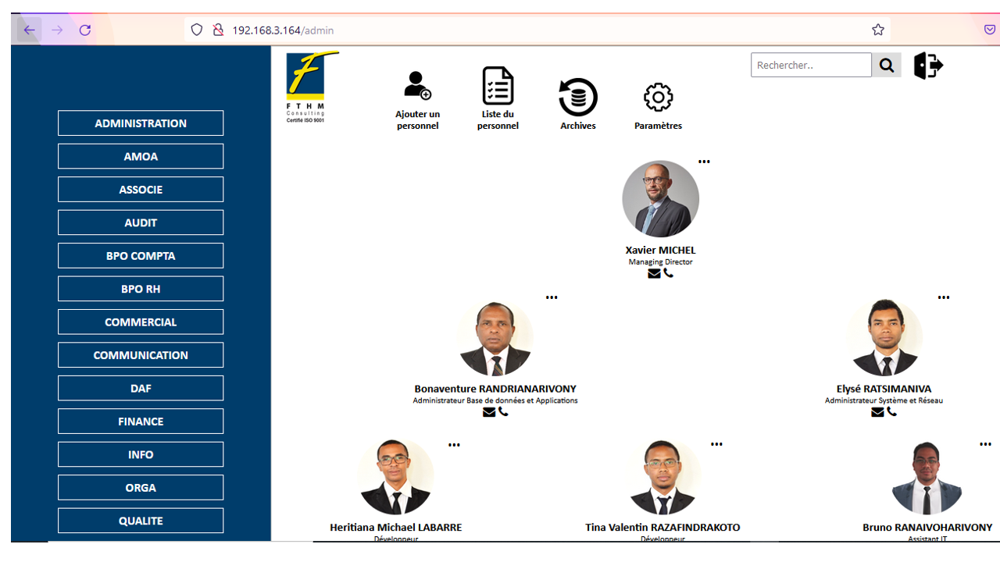 192.168.3.164/admin
ADMINISTRATION
AMOA
ASSOCIE
AUDIT
BPO COMPTA
BPO RH
COMMERCIAL
COMMUNICATION
DAF
FINANCE
INFO
ORGA
QUALITE
F
FTHM
Consulting
Certifié ISO 9001
Ajouter un
personnel
Liste du
personnel
Archives
Paramètres
Rechercher..
...
Xavier MICHEL
Managing Director
...
Bonaventure RANDRIANARIVONY
Administrateur Base de données et Applications
...
Elysé RATSIMANIVA
Administrateur Système et Réseau
...
Heritiana Michael LABARRE
Développeur
...
Tina Valentin RAZAFINDRAKOTO
Développeur
...
Bruno RANAIVOHARIVONY
Assistant IT